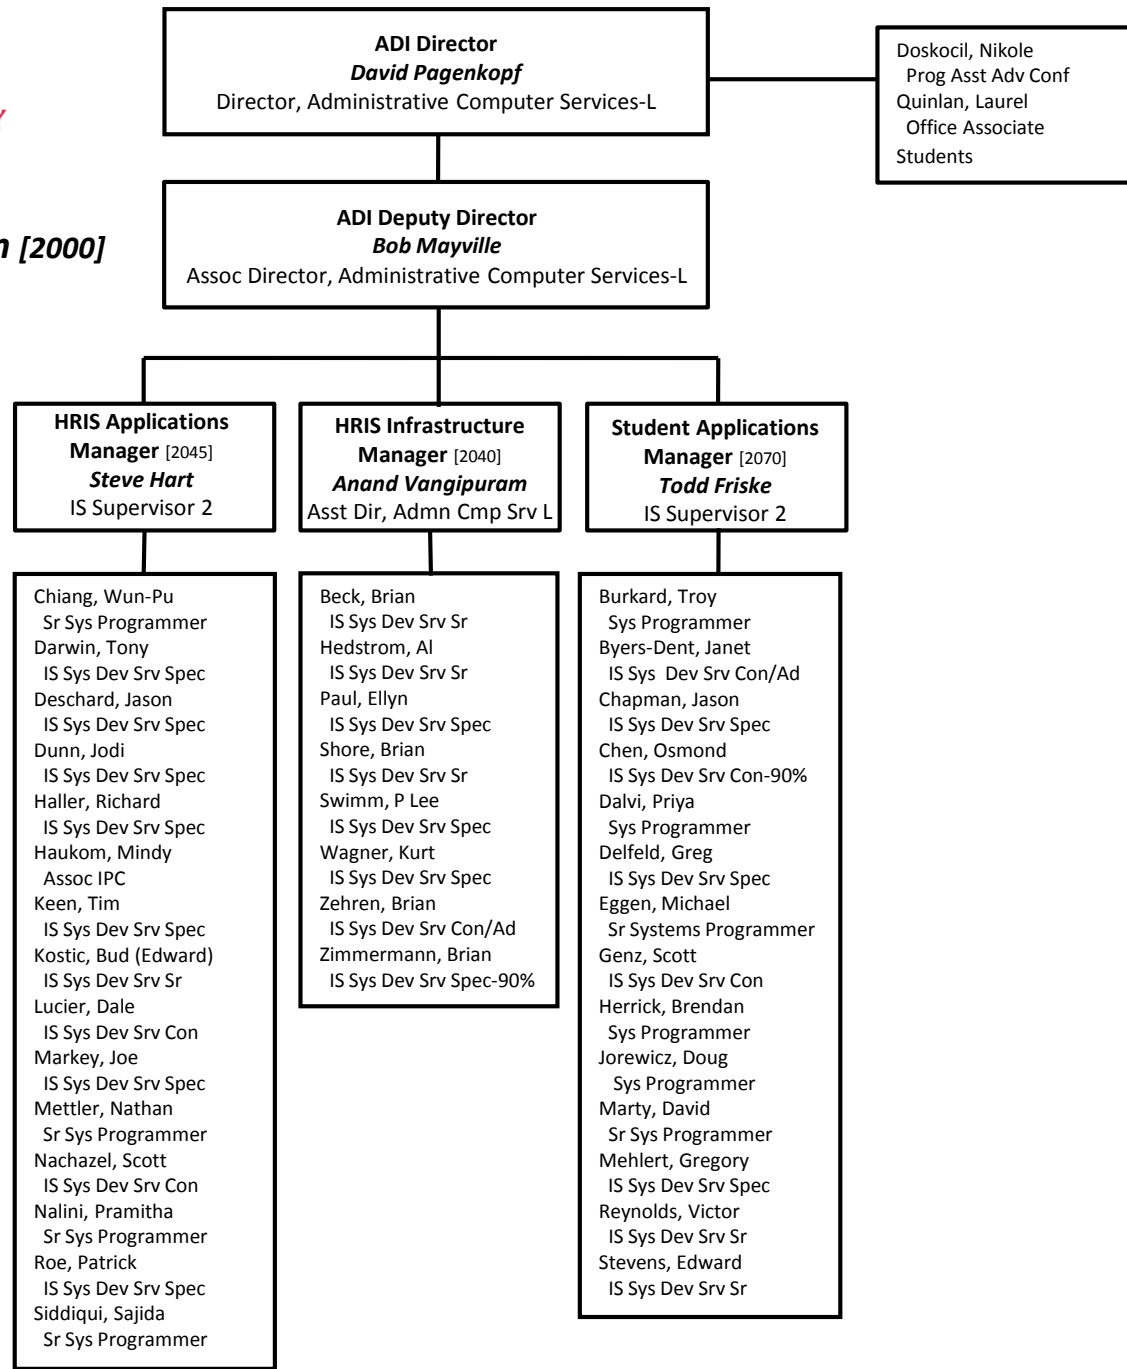 ADI Director
David Pagenkopf
Director, Administrative Computer Services-L
Doskocil, Nikole
Prog Asst Adv Conf
Quinlan, Laurel
Office Associate
Students
Y
n [2000]
ADI Deputy Director
Bob Mayville
Assoc Director, Administrative Computer Services-L
HRIS Applications
Manager [2045]
Steve Hart
IS Supervisor 2
HRIS Infrastructure
Manager [2040]
Anand Vangipuram
Asst Dir, Admn Cmp Srv L
Student Applications
Manager [2070]
Todd Friske
IS Supervisor 2
Chiang, Wun-Pu
Sr Sys Programmer
Darwin, Tony
IS Sys Dev Srv Spec
Deschard, Jason
IS Sys Dev Srv Spec
Dunn, Jodi
IS Sys Dev Srv Spec
Haller, Richard
IS Sys Dev Srv Spec
Haukom, Mindy
Assoc IPC
Keen, Tim
IS Sys Dev Srv Spec
Kostic, Bud (Edward)
IS Sys Dev Srv Sr
Lucier, Dale
IS Sys Dev Srv Con
Markey, Joe
IS Sys Dev Srv Spec
Mettler, Nathan
Sr Sys Programmer
Nachazel, Scott
IS Sys Dev Srv Con
Nalini, Pramitha
Sr Sys Programmer
Roe, Patrick
IS Sys Dev Srv Spec
Siddiqui, Sajida
Sr Sys Programmer
Beck, Brian
IS Sys Dev Srv Sr
Hedstrom, Al
IS Sys Dev Srv Sr
Paul, Ellyn
IS Sys Dev Srv Spec
Shore, Brian
IS Sys Dev Srv Sr
Swimm, P Lee
IS Sys Dev Srv Spec
Wagner, Kurt
IS Sys Dev Srv Spec
Zehren, Brian
IS Sys Dev Srv Con/Ad
Zimmermann, Brian
IS Sys Dev Srv Spec-90%
Burkard, Troy
Sys Programmer
Byers-Dent, Janet
IS Sys  Dev Srv Con/Ad
Chapman, Jason
IS Sys Dev Srv Spec
Chen, Osmond
IS Sys Dev Srv Con-90%
Dalvi, Priya
Sys Programmer
Delfeld, Greg
IS Sys Dev Srv Spec
Eggen, Michael
Sr Systems Programmer
Genz, Scott
IS Sys Dev Srv Con
Herrick, Brendan
Sys Programmer
Jorewicz, Doug
Sys Programmer
Marty, David
Sr Sys Programmer
Mehlert, Gregory
IS Sys Dev Srv Spec
Reynolds, Victor
IS Sys Dev Srv Sr
Stevens, Edward
IS Sys Dev Srv Sr